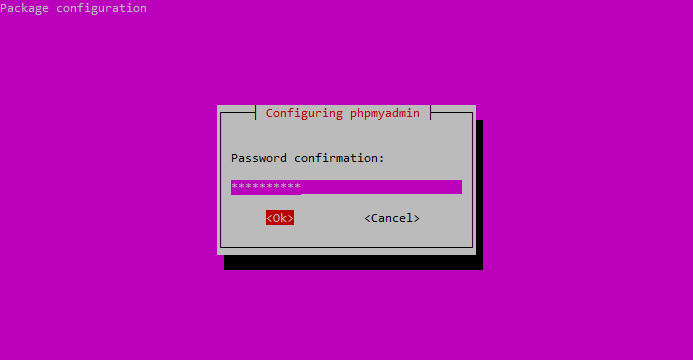 Package configuration
Configuring phpmyadmin
Password confirmation:
**********
<Ok> <Cancel>